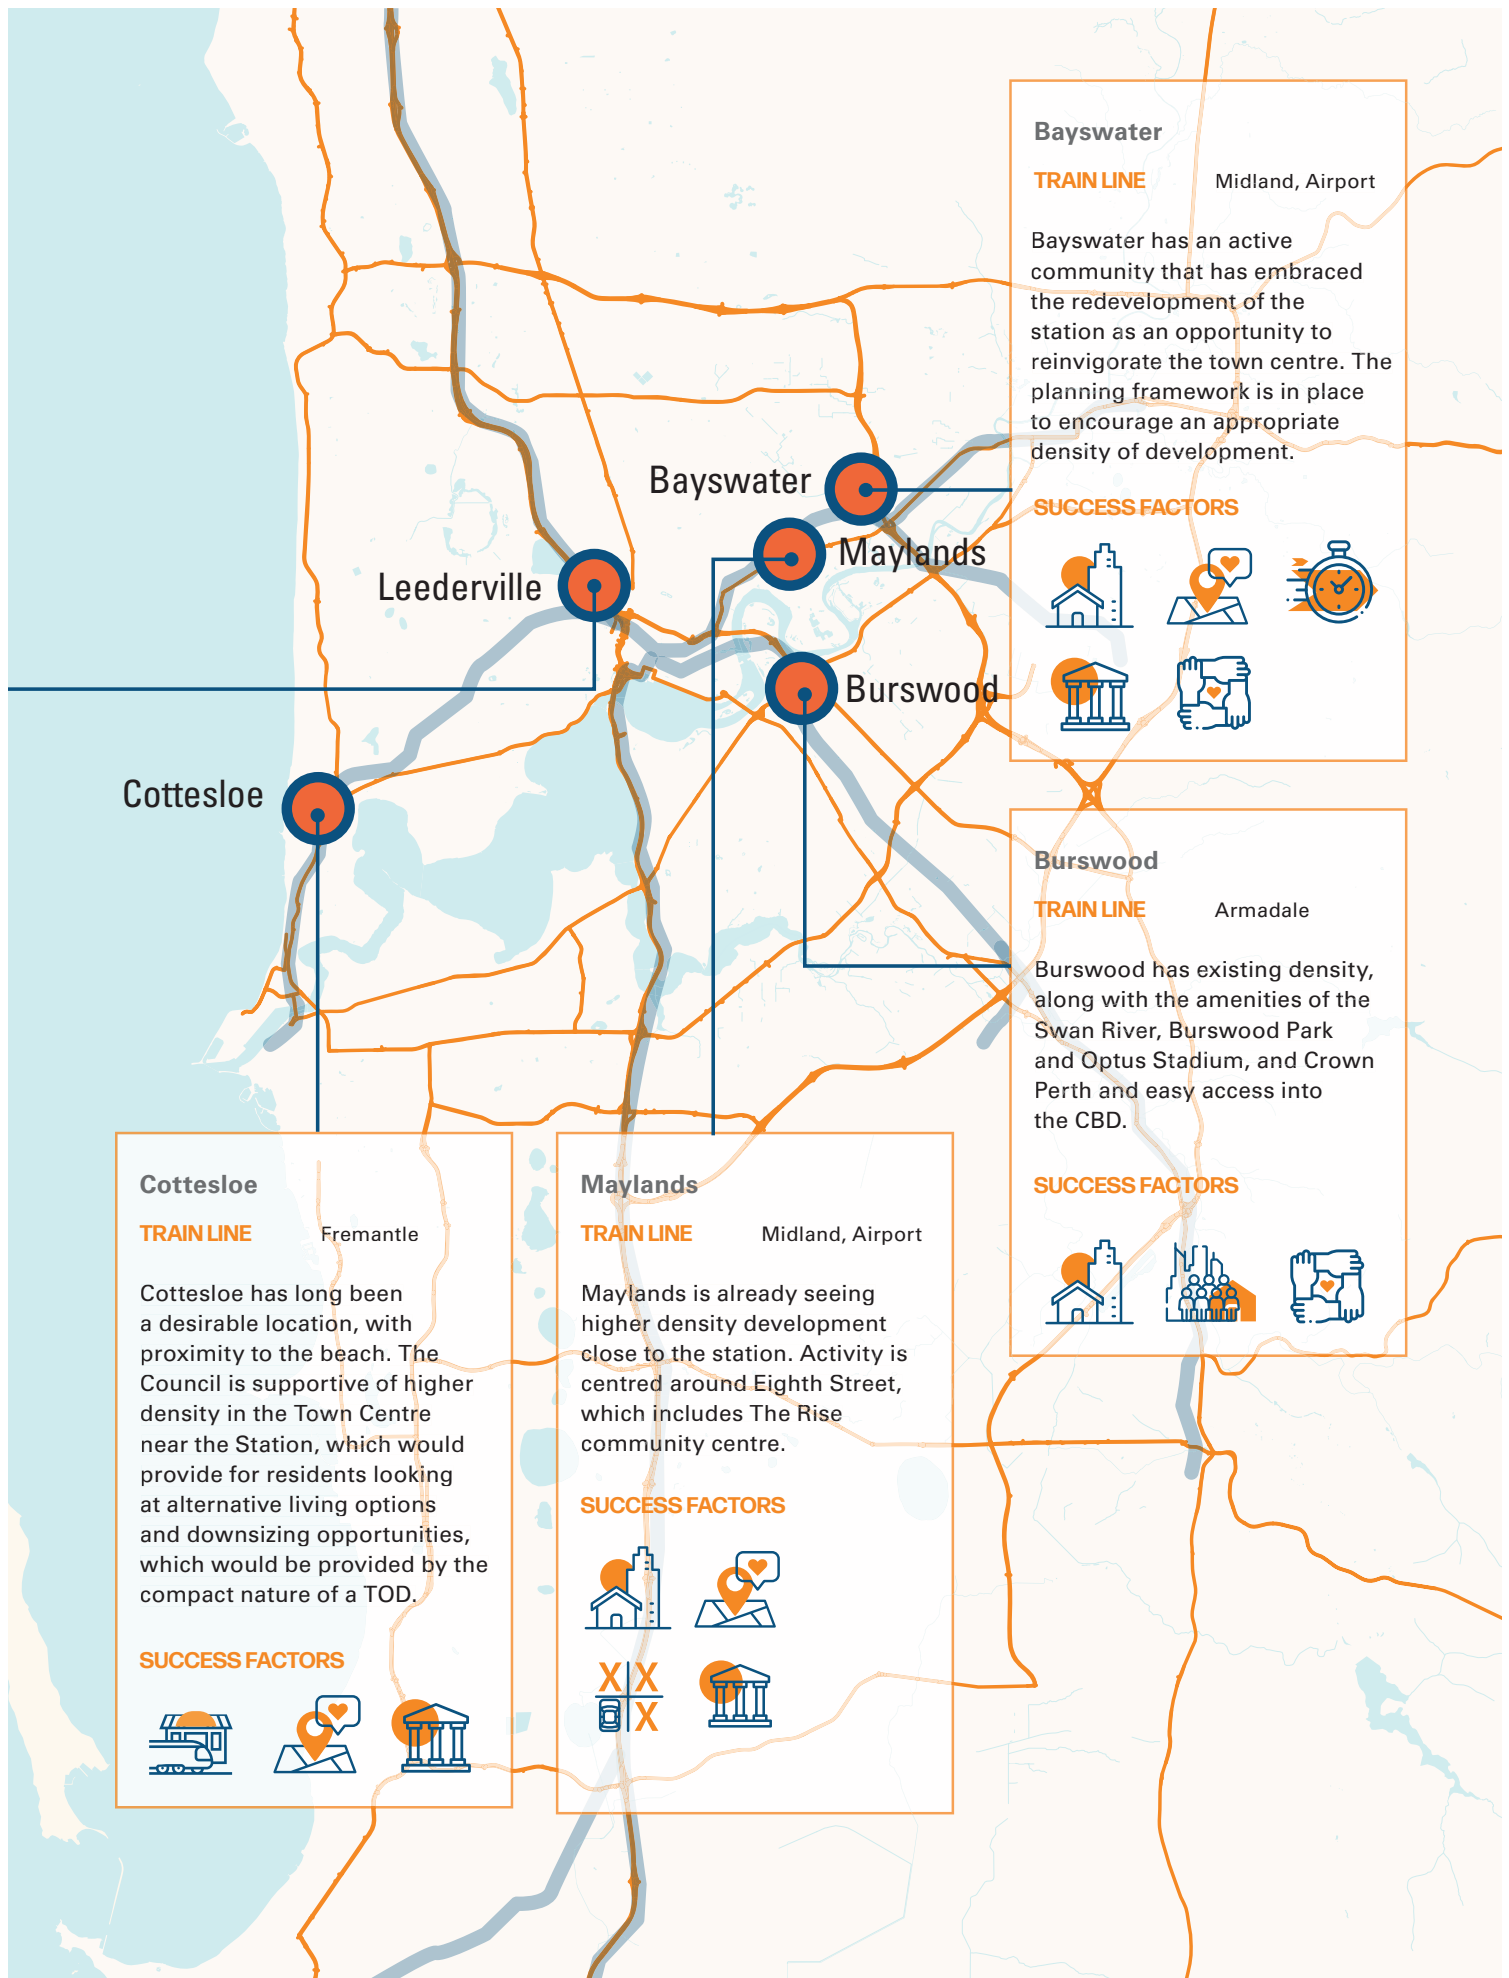 Bayswater
TRAIN LINE Midland, Airport
Bayswater has an active
community that has embraced
the redevelopment of the
station as an opportunity to
reinvigorate the town centre. The
planning framework is in place
to encourage an appropriate
density of development.
SUCCESS FACTORS
Bayswater
Maylands
Leederville
Burswood
Cottesloe
Burswood
TRAIN LINE Armadale
Burswood has existing density,
along with the amenities of the
Swan River, Burswood Park
and Optus Stadium, and Crown
Perth and easy access into
the CBD.
SUCCESS FACTORS
Cottesloe
TRAIN LINE Fremantle
Cottesloe has long been
a desirable location, with
proximity to the beach. The
Council is supportive of higher
density in the Town Centre
near the Station, which would
provide for residents looking
at alternative living options
and downsizing opportunities,
which would be provided by the
compact nature of a TOD.
SUCCESS FACTORS
Maylands
TRAIN LINE Midland, Airport
Maylands is already seeing
higher density development
close to the station. Activity is
centred around Eighth Street,
which includes The Rise
community centre.
SUCCESS FACTORS
X X
X